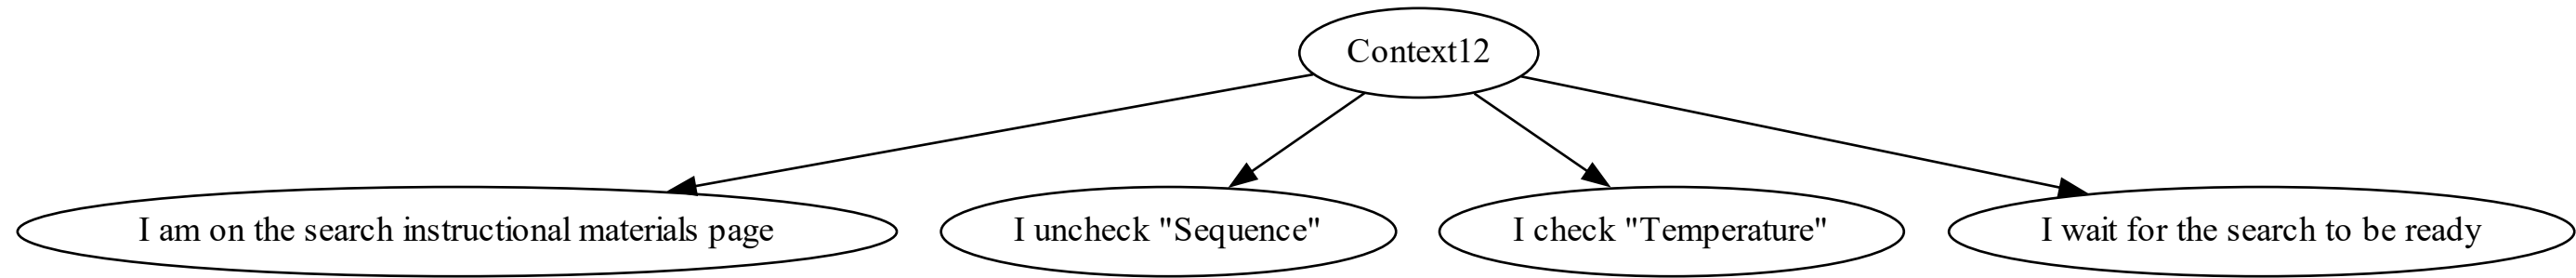 Context12
I am on the search instructional materials page
I uncheck "Sequence"
I check "Temperature"
I wait for the search to be ready